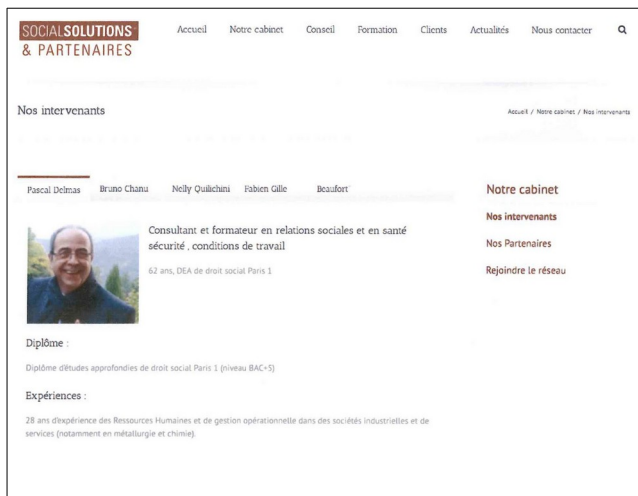 SOCIALSOLUTIONS
& PARTENAIRES
Accueil Notre cabinet Conseil Formation Clients Actualités Nous contacter
Nos intervenants
Accueil / Notre cabinet / Nos intervenants
Pascal Delmas Bruno Chanu Nelly Quilichini Fabien Gille Beaufort
Consultant et formateur en relations sociales et en santé
sécurité , conditions de travail
62 ans, DEA de droit social Paris 1
Diplôme :
Diplôme d'études approfondies de droit social Paris 1 (niveau BAC+5)
Expériences :
28 ans d'expérience des Ressources Humaines et de gestion opérationnelle dans des sociétés industrielles et de
services (notamment en métallurgie et chimie).
Notre cabinet
Nos intervenants
Nos Partenaires
Rejoindre le réseau